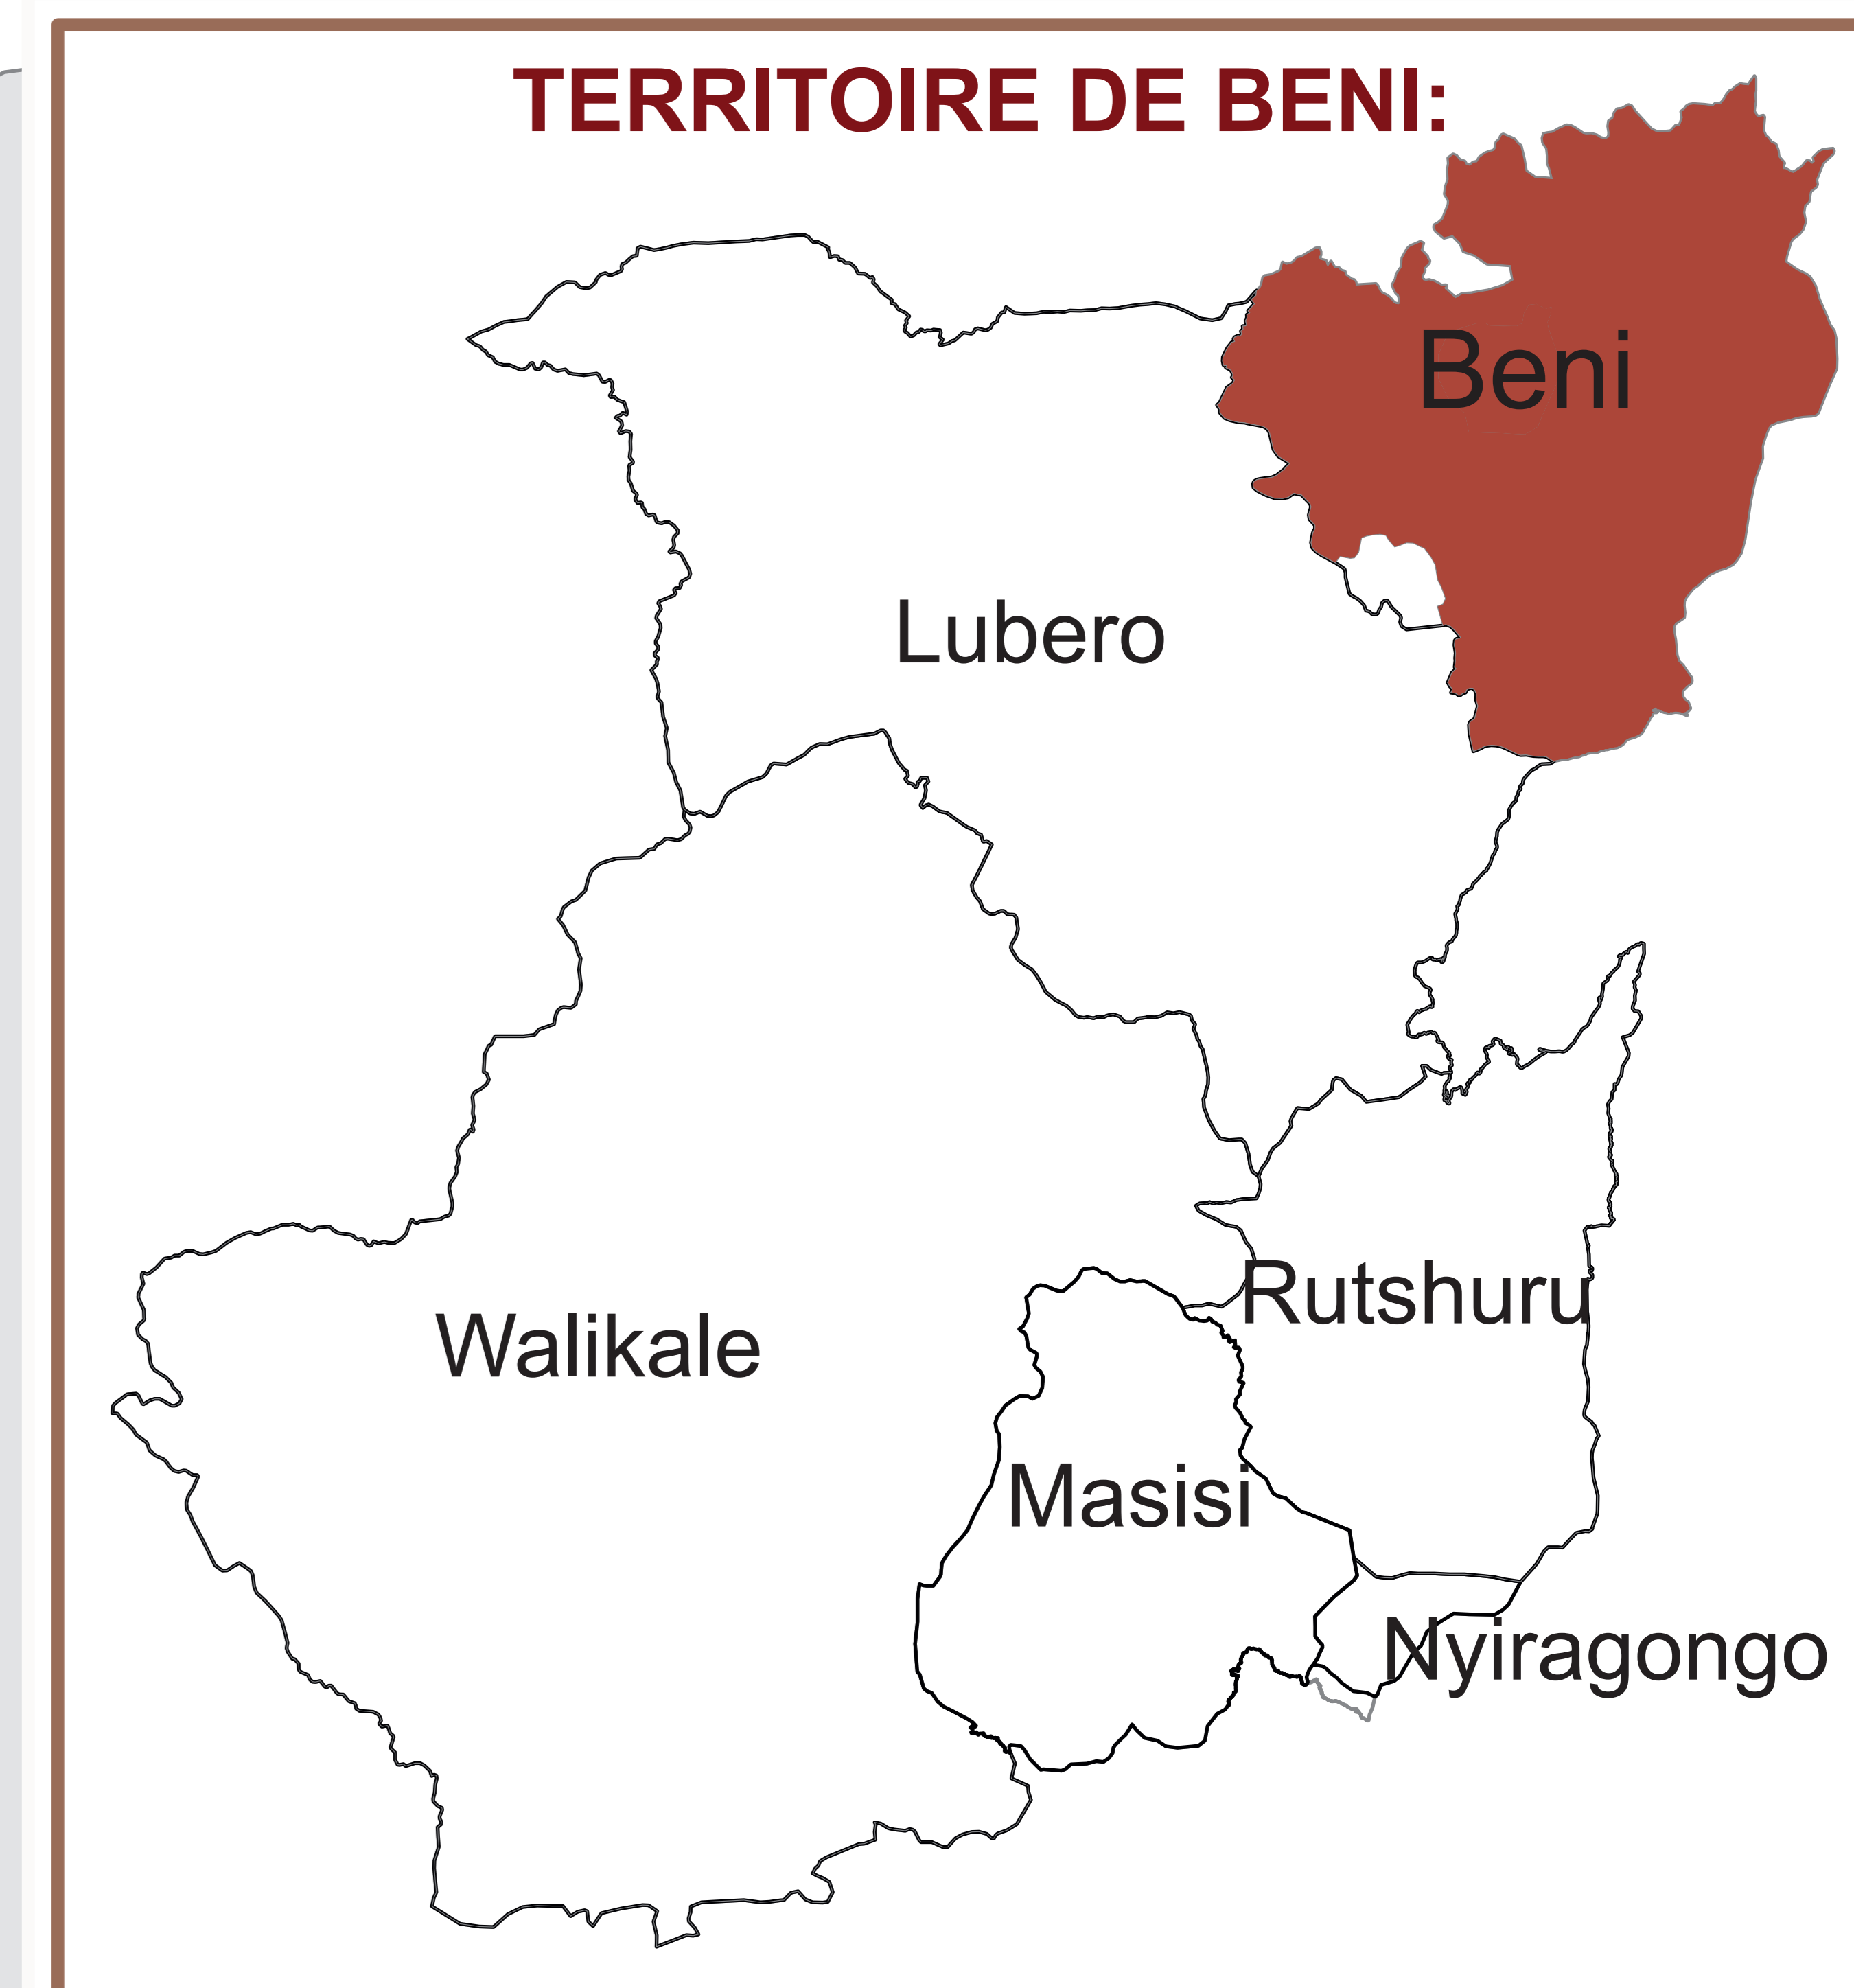 TERRITOIRE DE BENI:
Beni
Lubero
Rutshuru
Walikale
Masisi
Nyiragongo